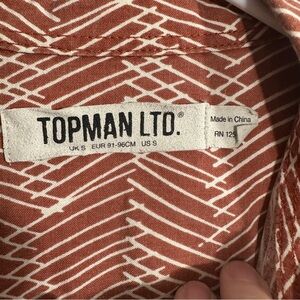 TOPMAN LTD.®
UK S EUR 91-96CM US S
Made in China
RN 125